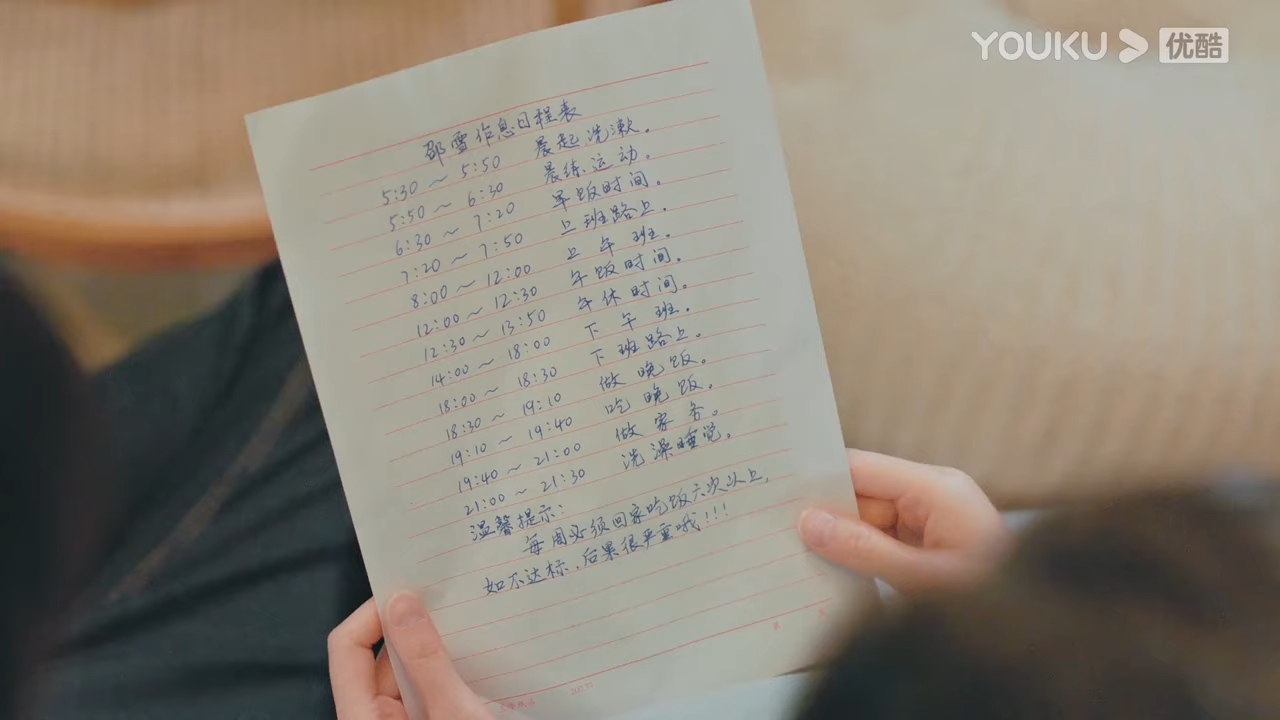 YOUKU 优酷
邵雪作息日程表
5:30～5:50 晨起洗漱。
5:50～6:30 晨练运动。
6:30～7:20 早饭时间。
7:20～7:50 上班路上。
8:00～12:00 上午班。
12:00～12:30 午饭时间。
12:30～13:50 午休时间。
14:00～18:00 下午班。
18:00～18:30 下班路上。
18:30～19:10 做晚饭。
19:10～19:40 吃晚饭。
19:40～21:00 做家务。
21:00～21:30 洗澡睡觉。
温馨提示：
每周必须回家吃饭六次以上，
如不达标，后果很严重哦!!!